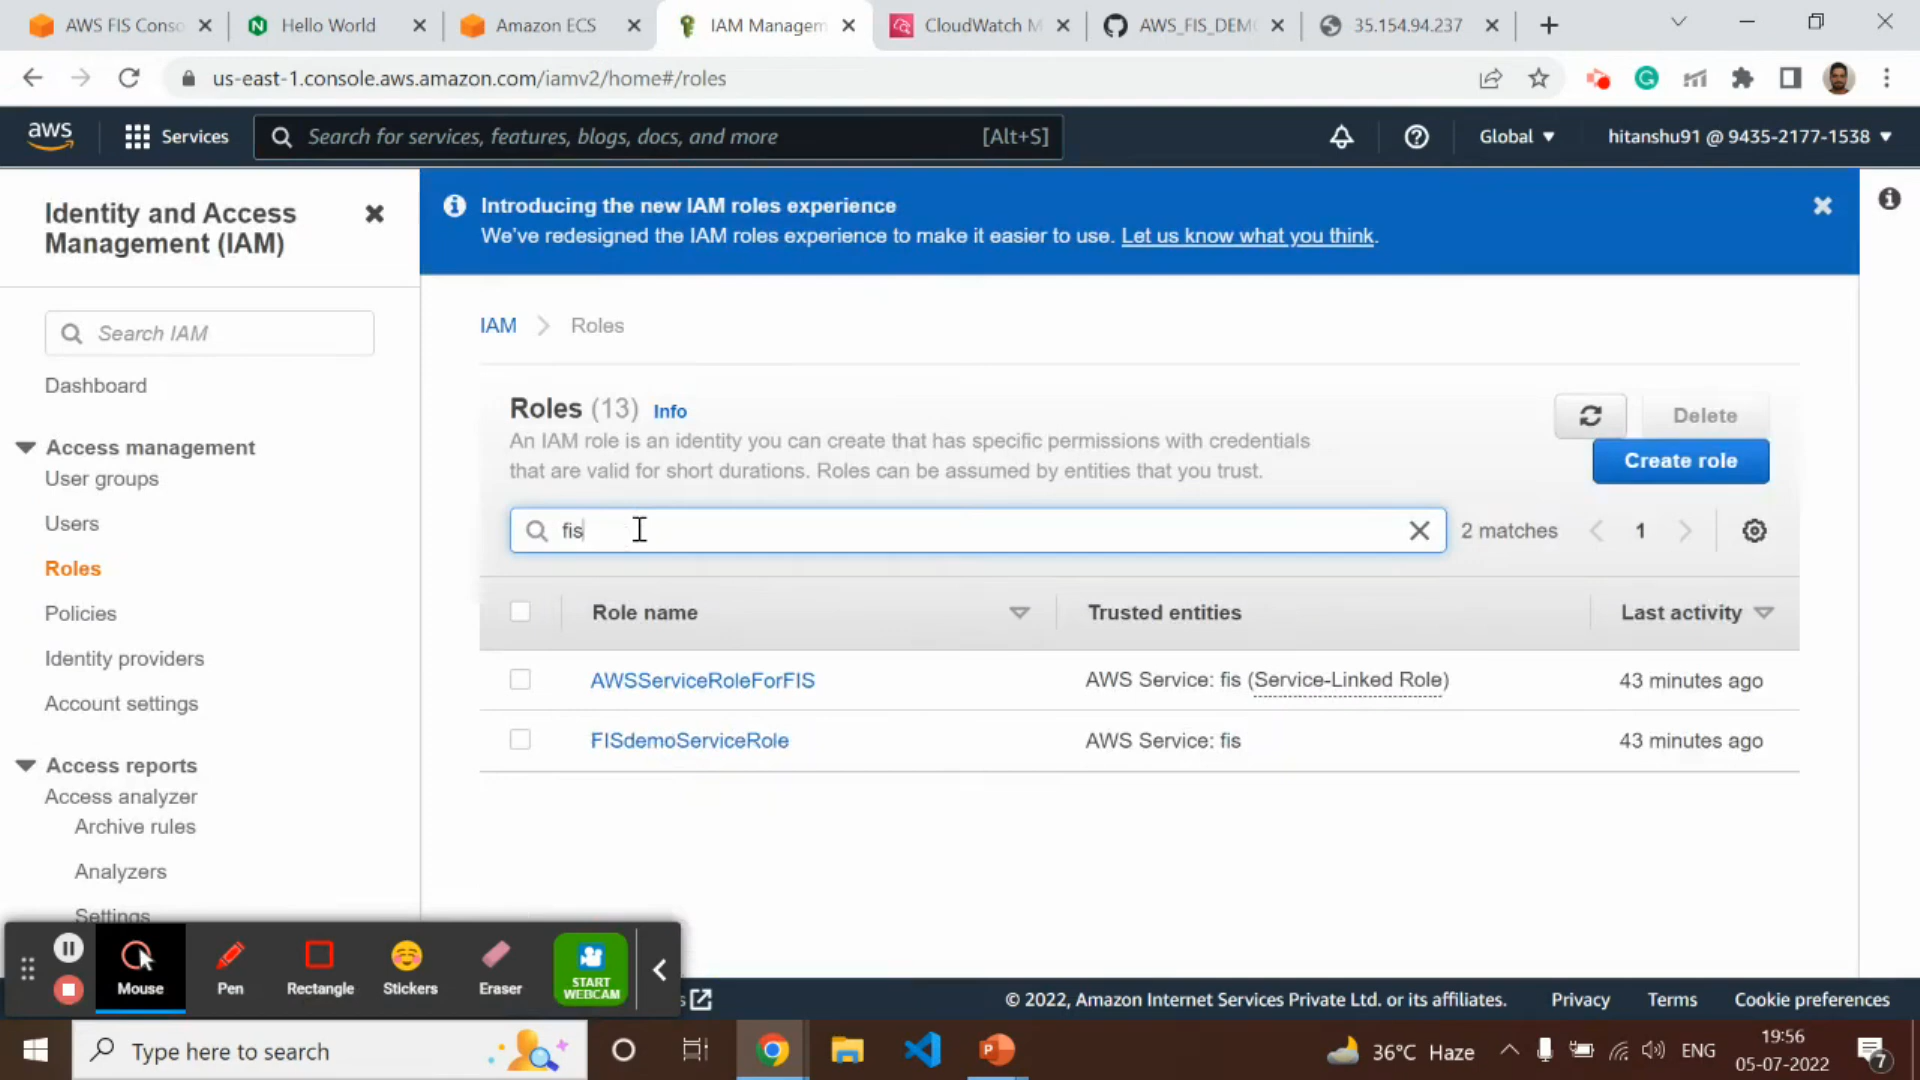 AWS FIS Conso
Hello World
Amazon ECS
IAM Managem
CloudWatch M
AWS_FIS_DEM
35.154.94.237
us-east-1.console.aws.amazon.com/iamv2/home#/roles
aws
Services
Search for services, features, blogs, docs, and more
[Alt+S]
Global
hitanshu91 @ 9435-2177-1538
Identity and Access
Management (IAM)
Search IAM
Dashboard
Access management
User groups
Users
Roles
Policies
Identity providers
Account settings
Access reports
Access analyzer
Archive rules
Analyzers
Settings
Introducing the new IAM roles experience
We've redesigned the IAM roles experience to make it easier to use. Let us know what you think.
IAM
Roles
Roles (13) Info
An IAM role is an identity you can create that has specific permissions with credentials
that are valid for short durations. Roles can be assumed by entities that you trust.
Delete
Create role
fis
2 matches
1
Role name
Trusted entities
Last activity
AWSServiceRoleForFIS
AWS Service: fis (Service-Linked Role)
43 minutes ago
FISdemoServiceRole
AWS Service: fis
43 minutes ago
Mouse
Pen
Rectangle
Stickers
Eraser
START
WEBCAM
© 2022, Amazon Internet Services Private Ltd. or its affiliates.
Privacy
Terms
Cookie preferences
Type here to search
36°C Haze
ENG
19:56
05-07-2022
7